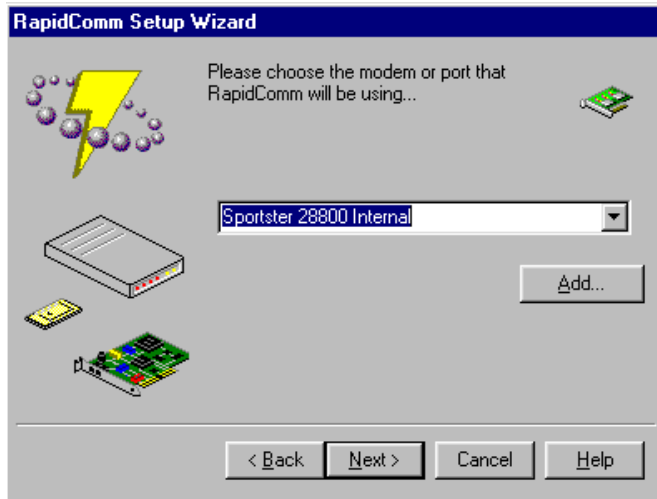 RapidComm Setup Wizard
Please choose the modem or port that
RapidComm will be using...
Sportster 28800 Internal
Add...
< Back
Next >
Cancel
Help